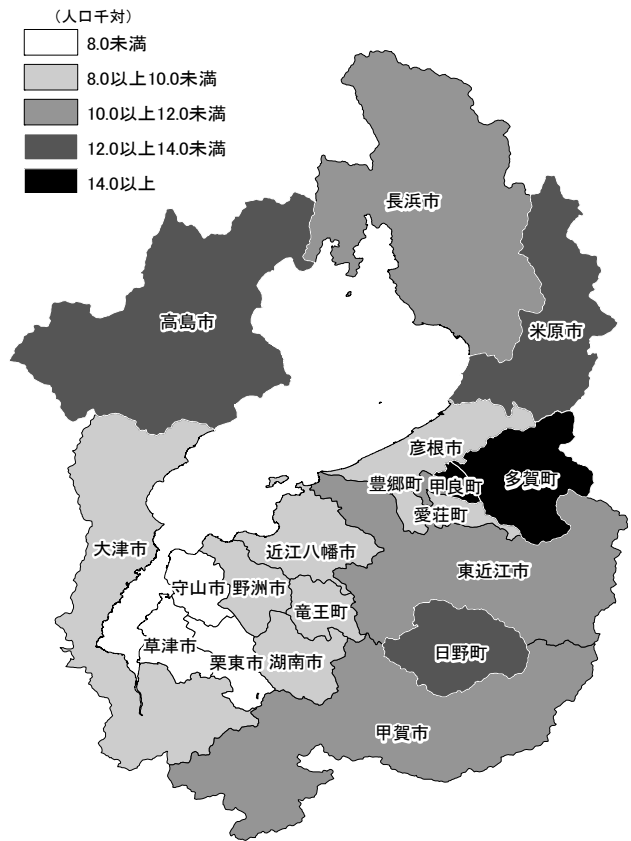 （人口千対）
8.0未満
8.0以上10.0未満
10.0以上12.0未満
12.0以上14.0未満
14.0以上
長浜市
高島市
米原市
彦根市
多賀町
豊郷町
甲良町
愛荘町
大津市
近江八幡市
東近江市
守山市
野洲市
竜王町
草津市
栗東市
湖南市
日野町
甲賀市